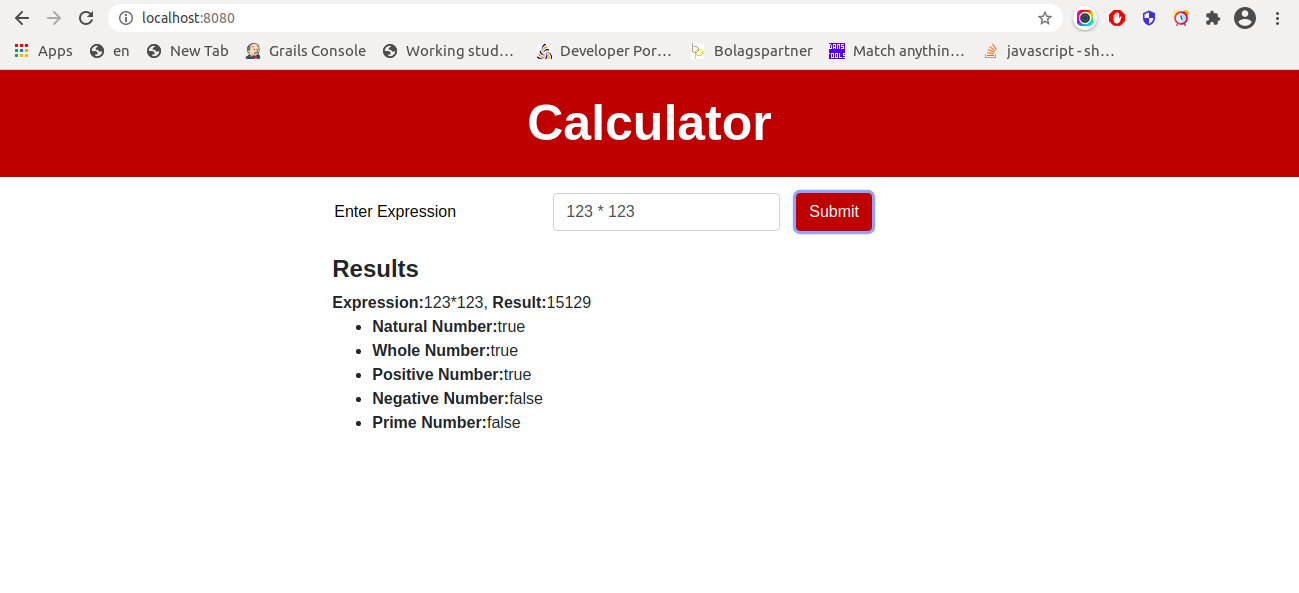 localhost:8080
Apps en New Tab Grails Console Working stud… Developer Por… Bolagspartner DANS TOOLS Match anythin… javascript - sh…
Calculator
Enter Expression 123 * 123 Submit
Results
Expression:123*123, Result:15129
• Natural Number:true
• Whole Number:true
• Positive Number:true
• Negative Number:false
• Prime Number:false